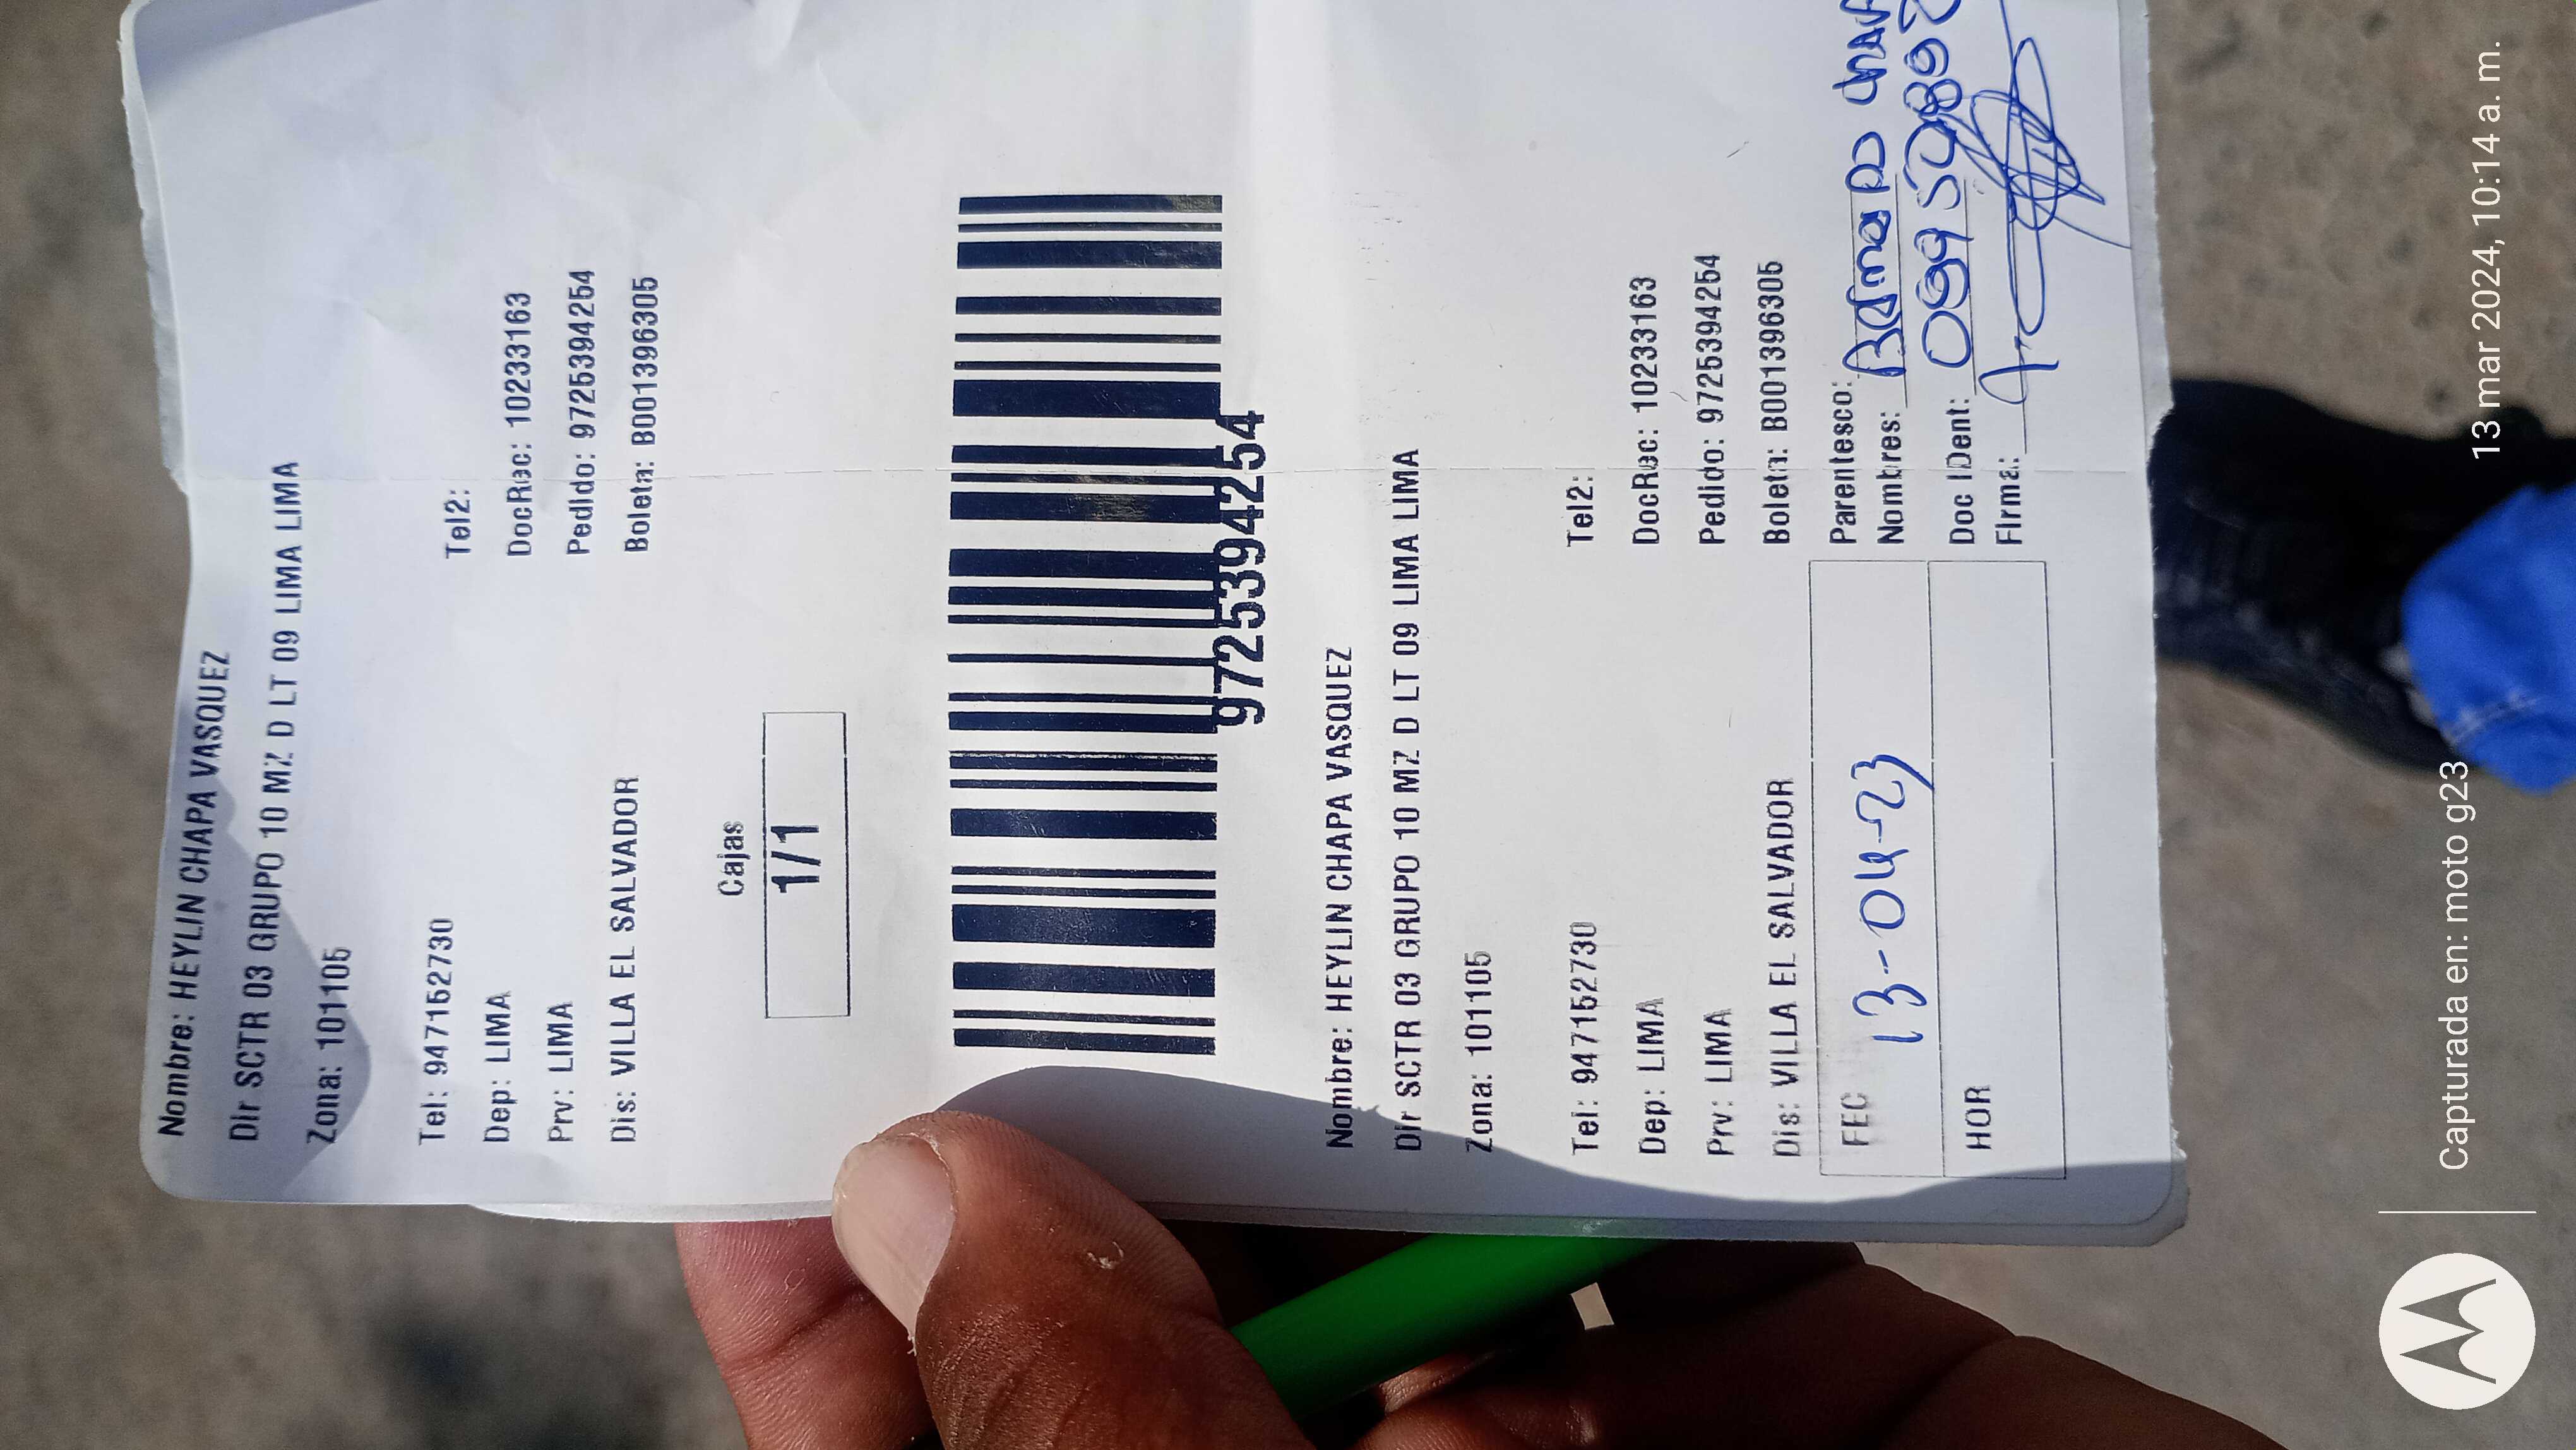 Nombre: HEYLIN CHAPA VASQUEZ
Dir SCTR 03 GRUPO 10 MZ D LT 09 LIMA LIMA
Zona: 101105
Tel: 947152730 Tel2:
Dep: LIMA DocRec: 10233163
Prv: LIMA Pedido: 9725394254
Dis: VILLA EL SALVADOR Boleta: B001396305
Cajas
1/1
9725394254
Nombre: HEYLIN CHAPA VASQUEZ
Dir SCTR 03 GRUPO 10 MZ D LT 09 LIMA LIMA
Zona: 101105
Tel: 947152730 Tel2:
Dep: LIMA DocRec: 10233163
Prv: LIMA Pedido: 9725394254
Dis: VILLA EL SALVADOR Boleta: B001396305
FEC 13-04-23
HOR
Parentesco:
Nombres:
Doc IDent:
Firma:
Capturada en: moto g23
13 mar 2024, 10:14 a. m.